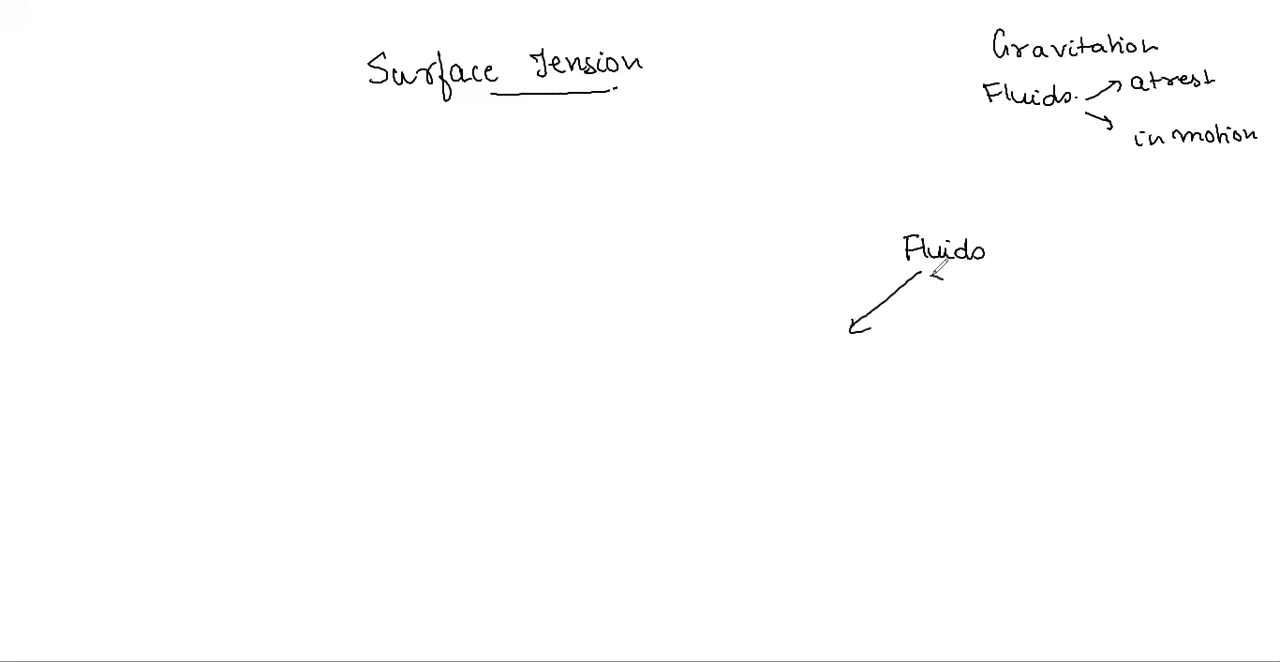 Surface Tension
Gravitation
Fluids. at rest
in motion
Fluids